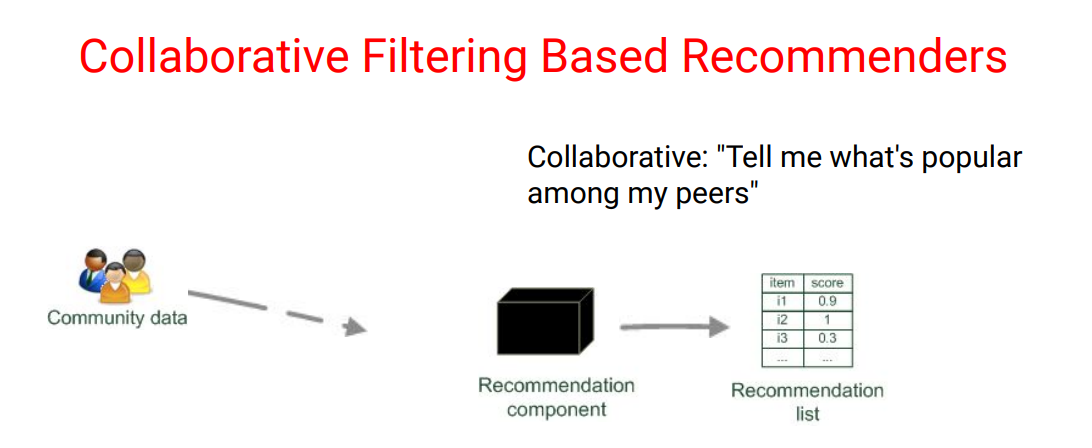 Collaborative Filtering Based Recommenders
Collaborative: "Tell me what's popular
among my peers"
Community data
Recommendation
component
item score
i1 0.9
i2 1
i3 0.3
... ...
Recommendation
list